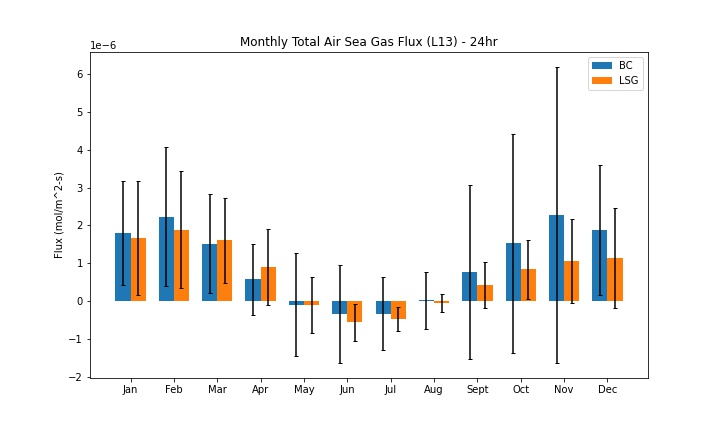 Monthly Total Air Sea Gas Flux (L13) - 24hr
1e−6
BC
LSG
6
5
4
3
2
1
0
−1
−2
Flux (mol/m^2-s)
Jan Feb Mar Apr May Jun Jul Aug Sept Oct Nov Dec